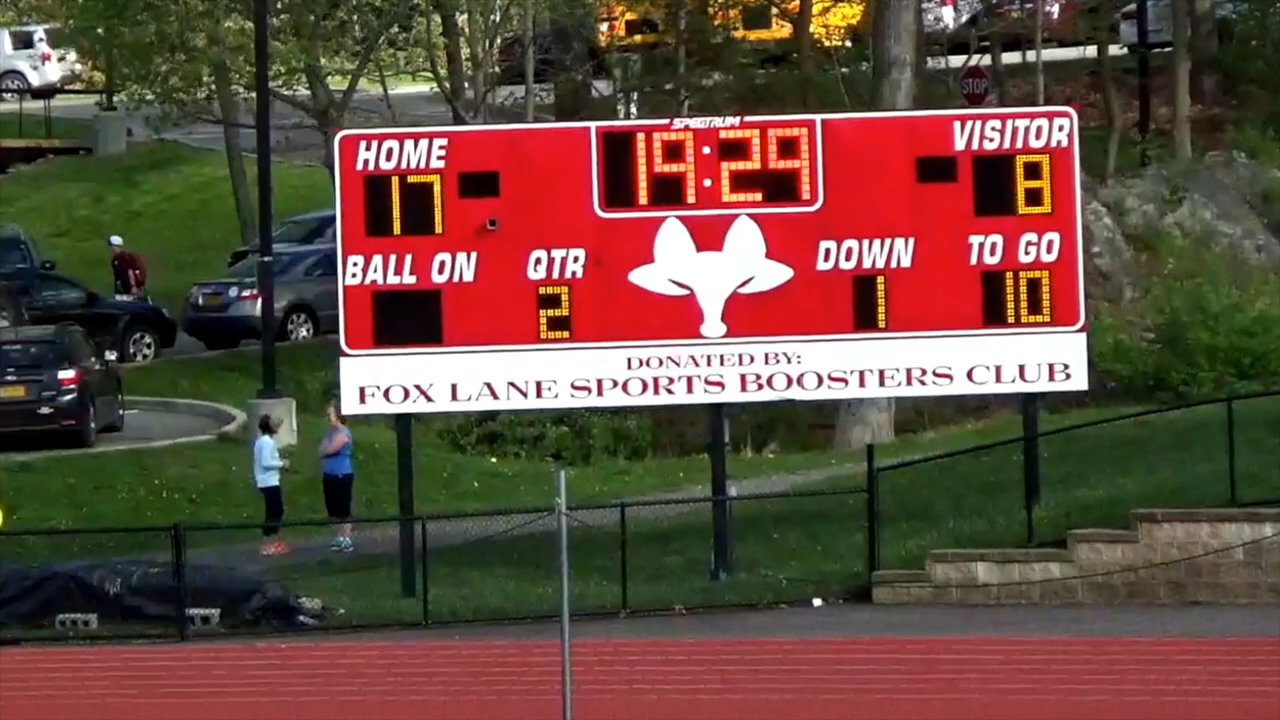 SPECTRUM
HOME 19:29 VISITOR
17 8
BALL ON QTR DOWN TO GO
2 1 10
DONATED BY:
FOX LANE SPORTS BOOSTERS CLUB
STOP